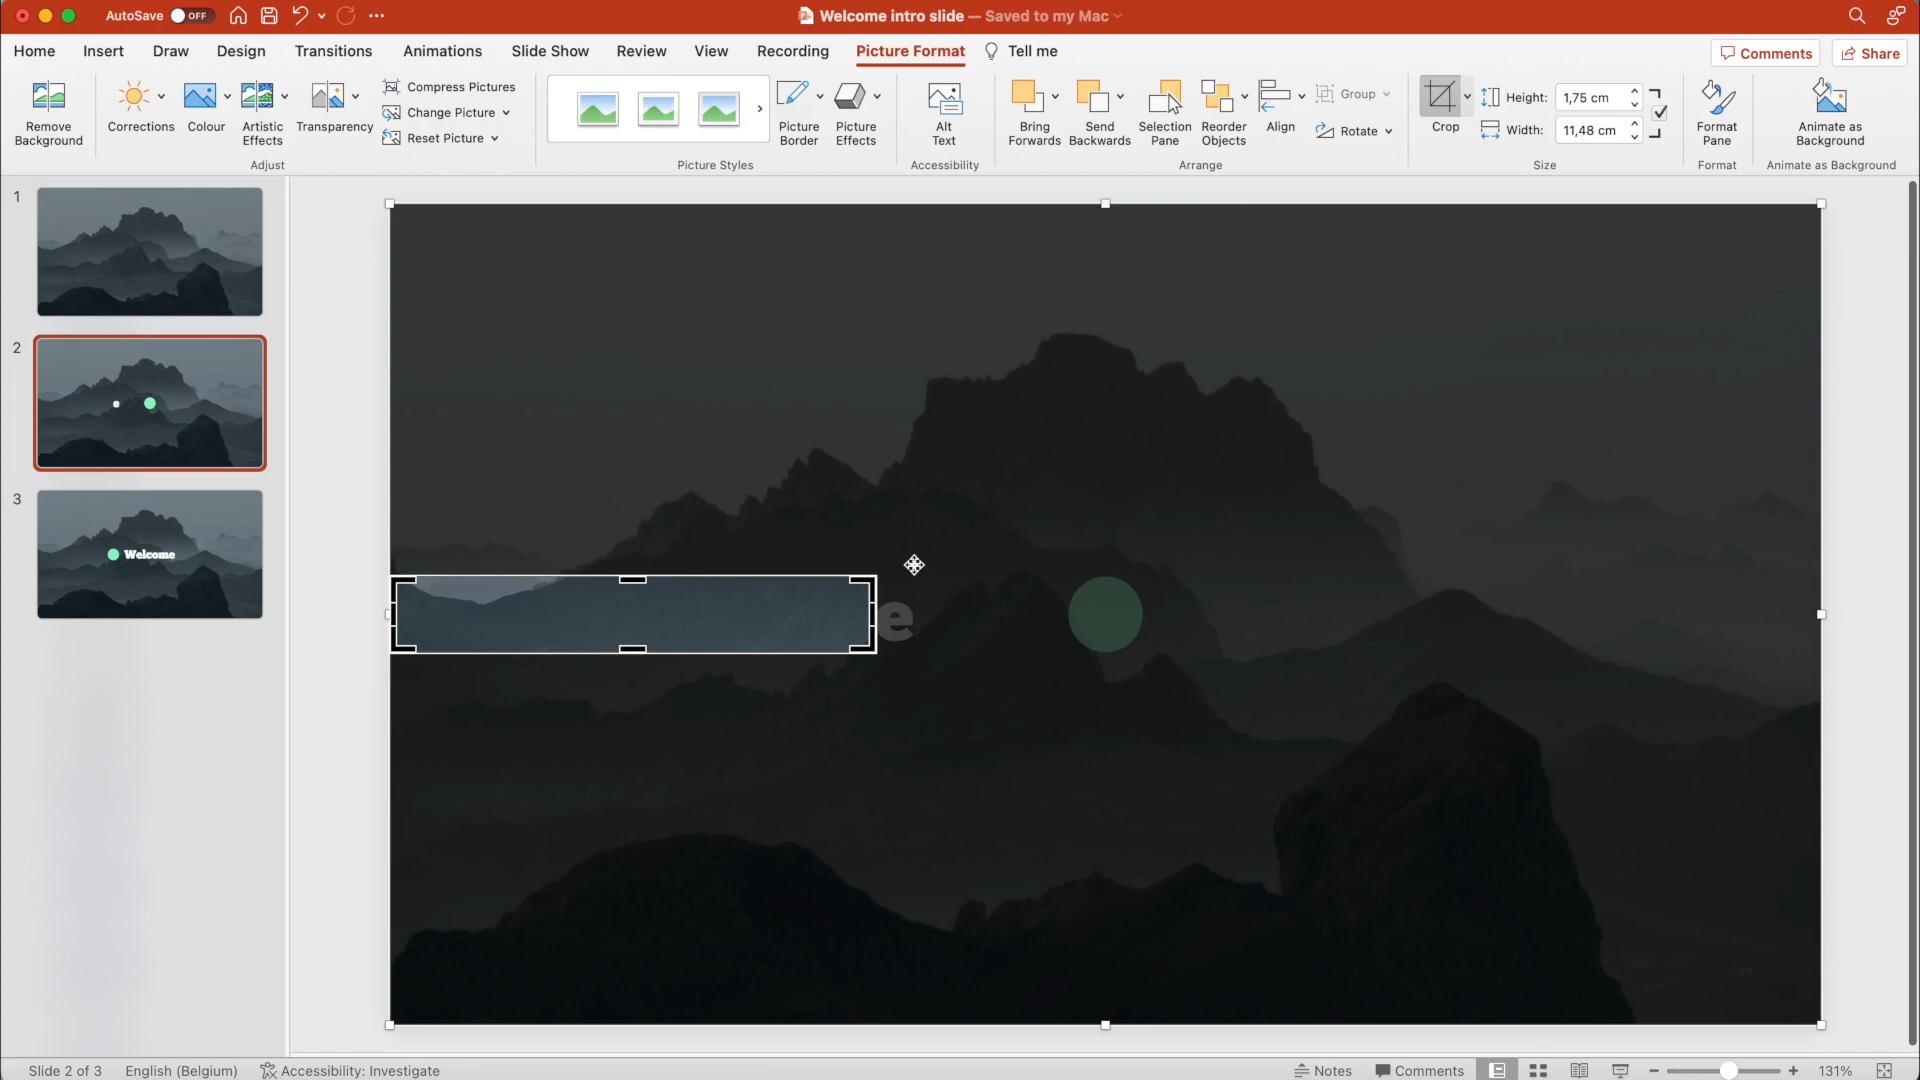 AutoSave OFF
Welcome intro slide — Saved to my Mac
Home Insert Draw Design Transitions Animations Slide Show Review View Recording Picture Format Tell me
Comments Share
Remove Background
Corrections
Colour
Artistic Effects
Transparency
Compress Pictures
Change Picture
Reset Picture
Picture Border
Picture Effects
Alt Text
Bring Forwards
Send Backwards
Selection Pane
Reorder Objects
Align
Group
Rotate
Crop
Height: 1,75 cm
Width: 11,48 cm
Format Pane
Animate as Background
Adjust
Picture Styles
Accessibility
Arrange
Size
Format
Animate as Background
1
2
e
3
Welcome
e
Slide 2 of 3 English (Belgium) Accessibility: Investigate
Notes Comments 131%